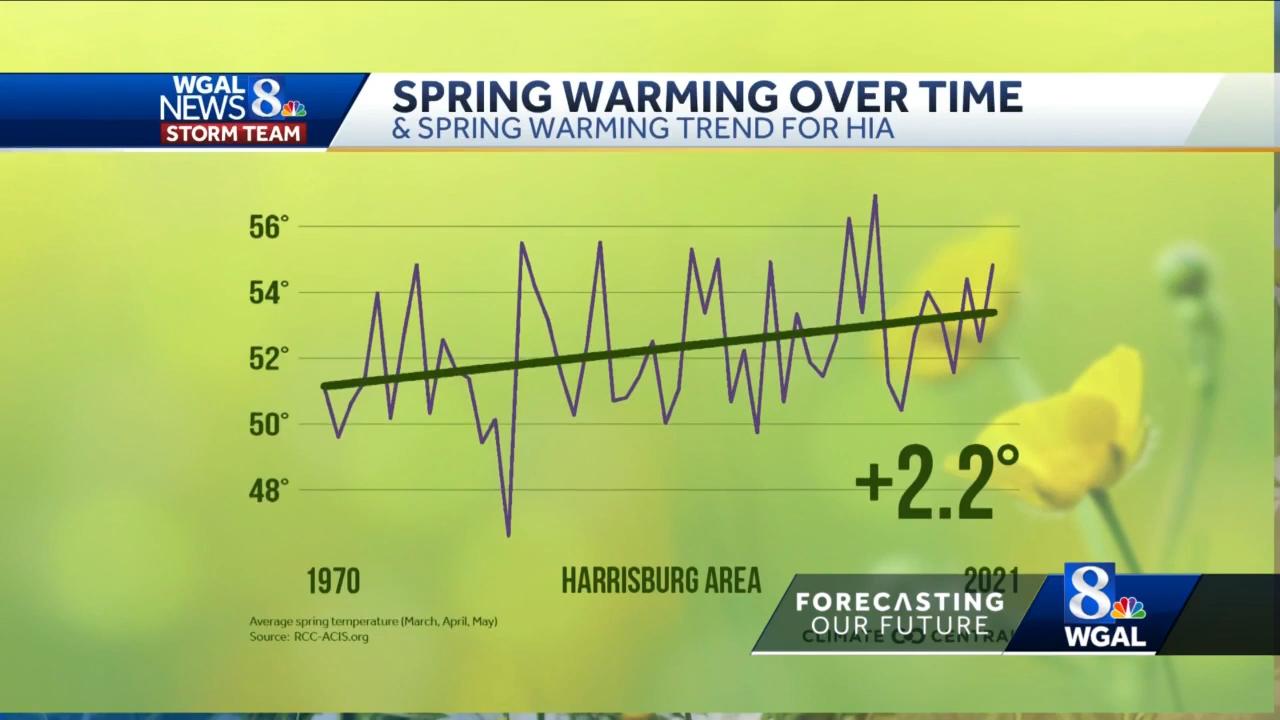 WGAL
NEWS 8
STORM TEAM
SPRING WARMING OVER TIME
& SPRING WARMING TREND FOR HIA
56°
54°
52°
50°
48°
+2.2°
1970
HARRISBURG AREA
2021
Average spring temperature (March, April, May)
Source: RCC-ACIS.org
FORECASTING
OUR FUTURE
CLIMATE CENTRAL
8
WGAL